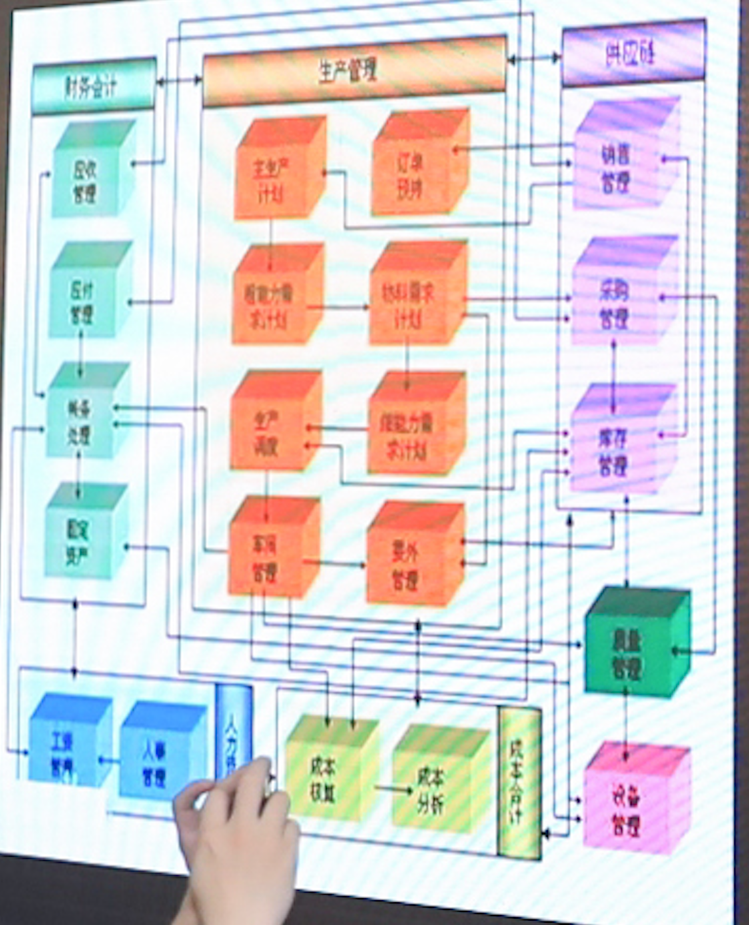 财务会计
应收
管理
应付
管理
帐务
处理
固定
资产
生产管理
主生产
计划
订单
预排
粗能力需
求计划
物料需求
计划
生产
调度
细能力需
求计划
车间
管理
委外
管理
供应链
销售
管理
采购
管理
库存
管理
质量
管理
设备
管理
工资
管理
人事
管理
人力资
成本
核算
成本
分析
成本会计